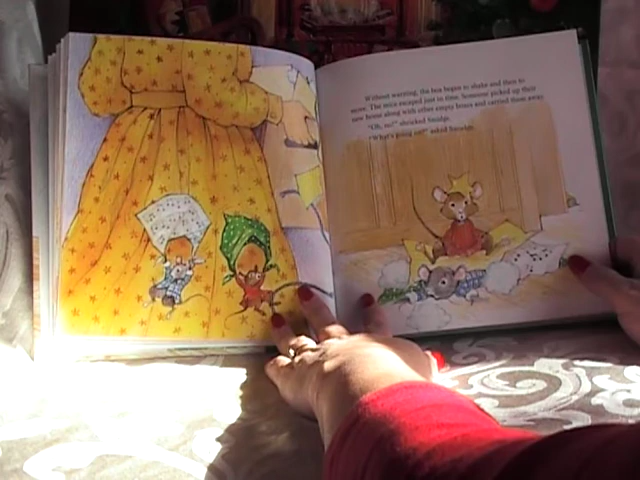 Without warning, the box began to shake and then to
move. The mice escaped just in time. Someone picked up their
new home along with other empty boxes and carried them away.
"Oh, no!" shrieked Smidge.
"What's going on?" asked Smudge.